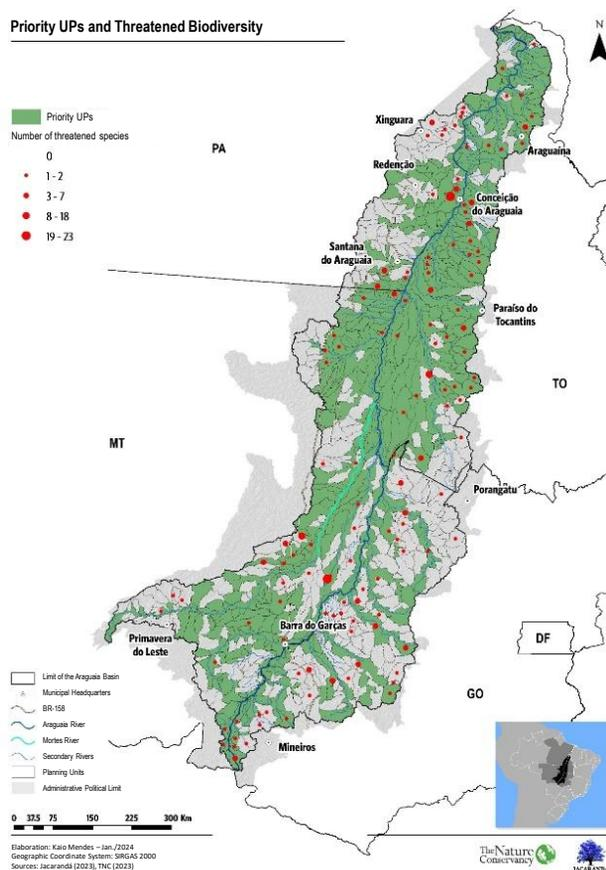 Priority UPs and Threatened Biodiversity
N
Priority UPs
Number of threatened species
0
1 - 2
3 - 7
8 - 18
19 - 23
PA
Xinguara
Araguaína
Redenção
Conceição
do Araguaia
Santana
do Araguaia
Paraíso do
Tocantins
TO
MT
Porangatu
Barra do Garças
Primavera
do Leste
DF
GO
Mineiros
Limit of the Araguaia Basin
Municipal Headquarters
BR-158
Araguaia River
Mortes River
Secondary Rivers
Planning Units
Administrative Political Limit
0 37.5 75 150 225 300 Km
Elaboration: Kaio Mendes – Jan./2024
Geographic Coordinate System: SIRGAS 2000
Sources: Jacarandá (2023), TNC (2023)
The Nature
Conservancy
JACARANDÁ